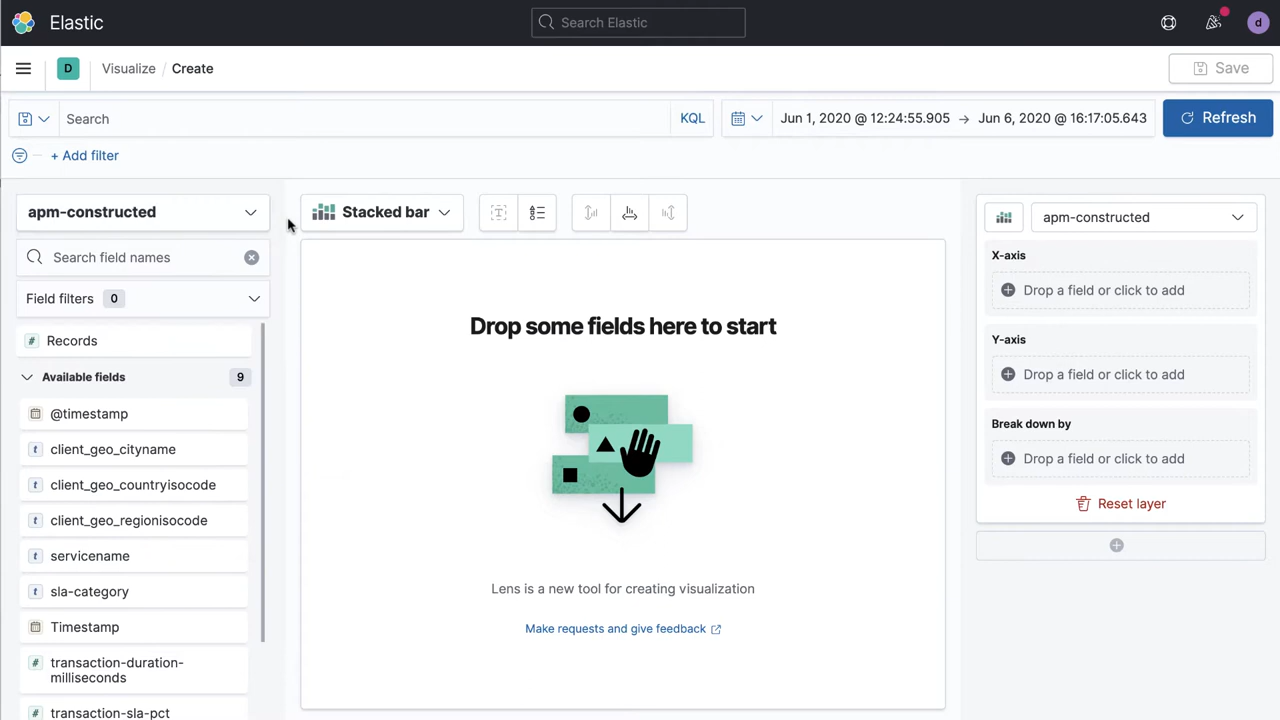 Elastic
Search Elastic
d
D
Visualize / Create
Save
Search
KQL
Jun 1, 2020 @ 12:24:55.905 → Jun 6, 2020 @ 16:17:05.643
Refresh
+ Add filter
apm-constructed
Search field names
Field filters 0
# Records
Available fields 9
@timestamp
t client_geo_cityname
t client_geo_countryisocode
t client_geo_regionisocode
t servicename
t sla-category
Timestamp
# transaction-duration-
milliseconds
# transaction-sla-pct
Stacked bar
Drop some fields here to start
Lens is a new tool for creating visualization
Make requests and give feedback
apm-constructed
X-axis
Drop a field or click to add
Y-axis
Drop a field or click to add
Break down by
Drop a field or click to add
Reset layer